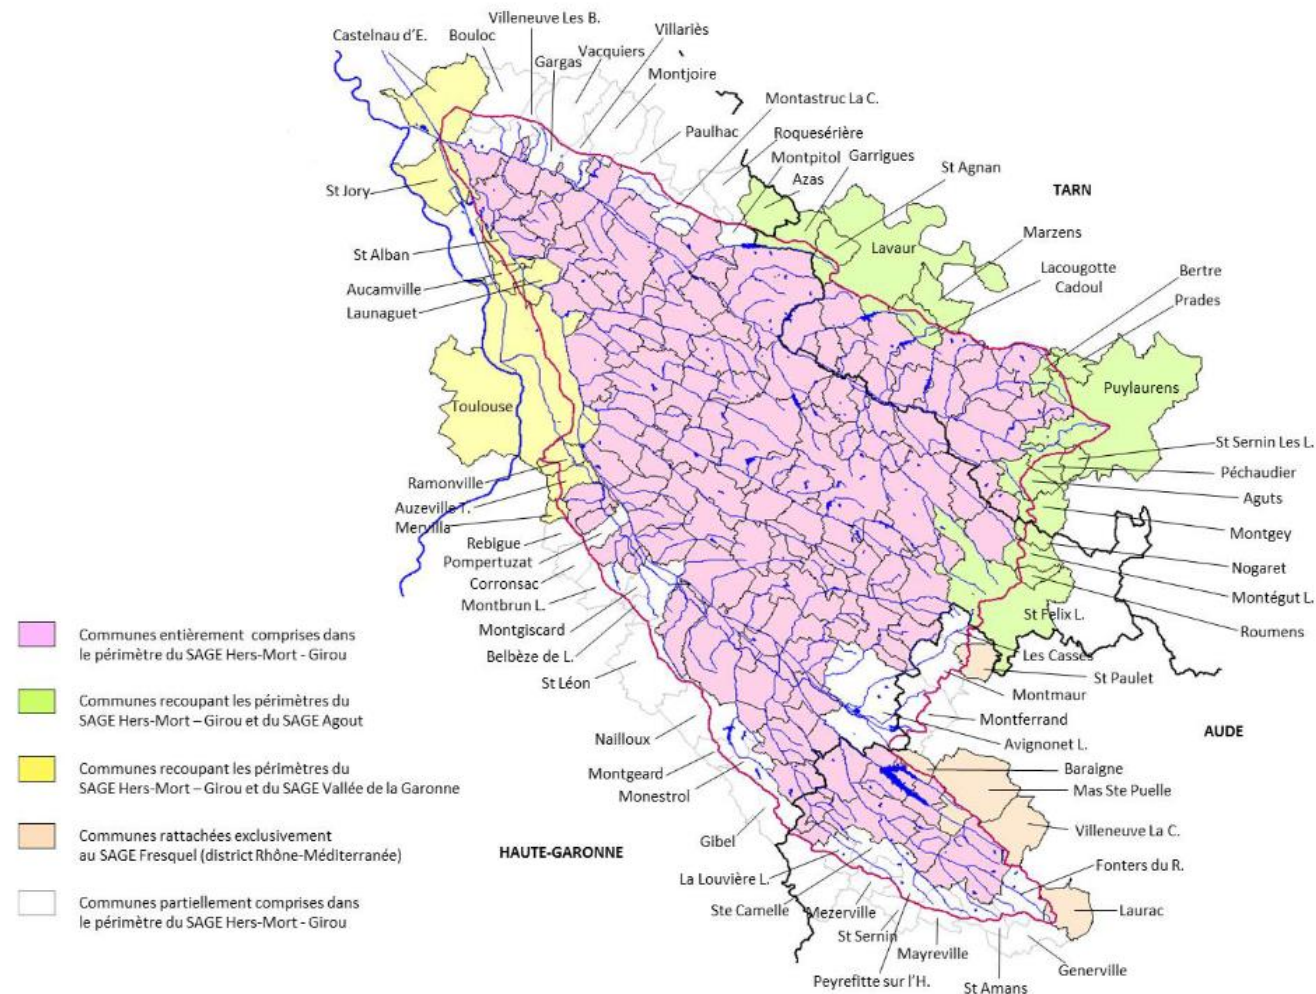 Villeneuve Les B.
Castelnau d'E.
Bouloc
Villariès
Gargas
Vacquiers
Montjoire
Montastruc La C.
Paulhac
Roquesérière
Montpitol
Garrigues
Azas
St Agnan
TARN
St Jory
Marzens
Lavaur
St Alban
Lacougotte
Cadoul
Bertre
Aucamville
Prades
Launaguet
Puylaurens
Toulouse
St Sernin Les L.
Péchaudier
Ramonville
Aguts
Auzeville T.
Mervilla
Montgey
Rebigue
Pompertuzat
Nogaret
Corronsac
Montégut L.
Montbrun L.
St Felix L.
Roumens
Montgiscard
Belbèze de L.
Les Cassés
St Paulet
St Léon
Montmaur
Montferrand
Nailloux
Avignonet L.
AUDE
Montgeard
Baraigne
Monestrol
Mas Ste Puelle
Villeneuve La C.
Gibel
HAUTE-GARONNE
Fonters du R.
La Louvière L.
Ste Camelle
Mezerville
Laurac
St Sernin
Mayreville
Generville
Peyrefitte sur l'H.
St Amans
Communes entièrement comprises dans
le périmètre du SAGE Hers-Mort - Girou
Communes recoupant les périmètres du
SAGE Hers-Mort – Girou et du SAGE Agout
Communes recoupant les périmètres du
SAGE Hers-Mort – Girou et du SAGE Vallée de la Garonne
Communes rattachées exclusivement
au SAGE Fresquel (district Rhône-Méditerranée)
Communes partiellement comprises dans
le périmètre du SAGE Hers-Mort - Girou